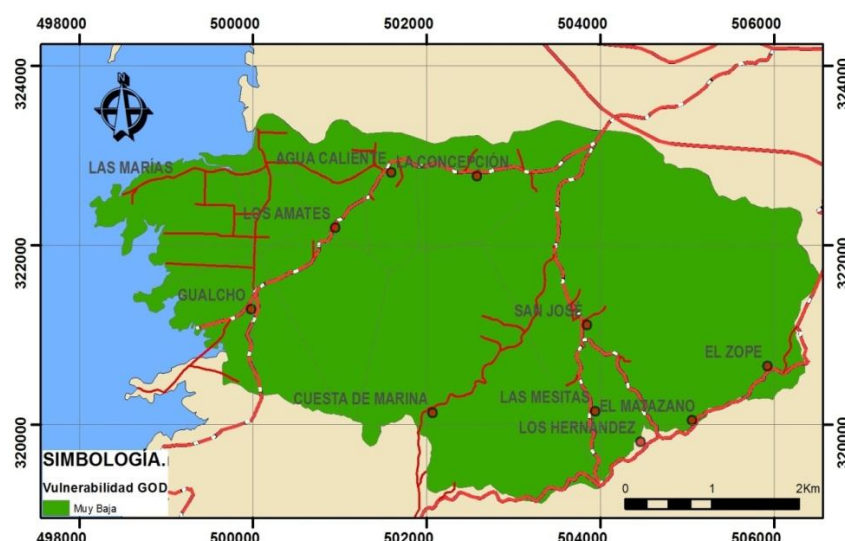 498000 500000 502000 504000 506000
324000 324000
N
LAS MARÍAS
AGUA CALIENTE
LA CONCEPCIÓN
LOS AMATES
322000 322000
GUALCHO
SAN JOSÉ
EL ZOPE
CUESTA DE MARINA
LAS MESITAS
EL MATAZANO
LOS HERNÁNDEZ
320000 320000
SIMBOLOGÍA.
Vulnerabilidad GOD
Muy Baja
0 1 2Km
498000 500000 502000 504000 506000